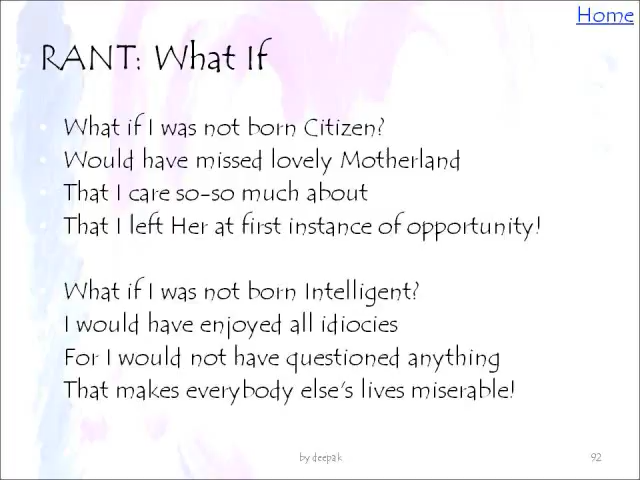 Home
RANT: What If
What if I was not born Citizen?
Would have missed lovely Motherland
That I care so-so much about
That I left Her at first instance of opportunity!
What if I was not born Intelligent?
I would have enjoyed all idiocies
For I would not have questioned anything
That makes everybody else's lives miserable!
by deepak
92